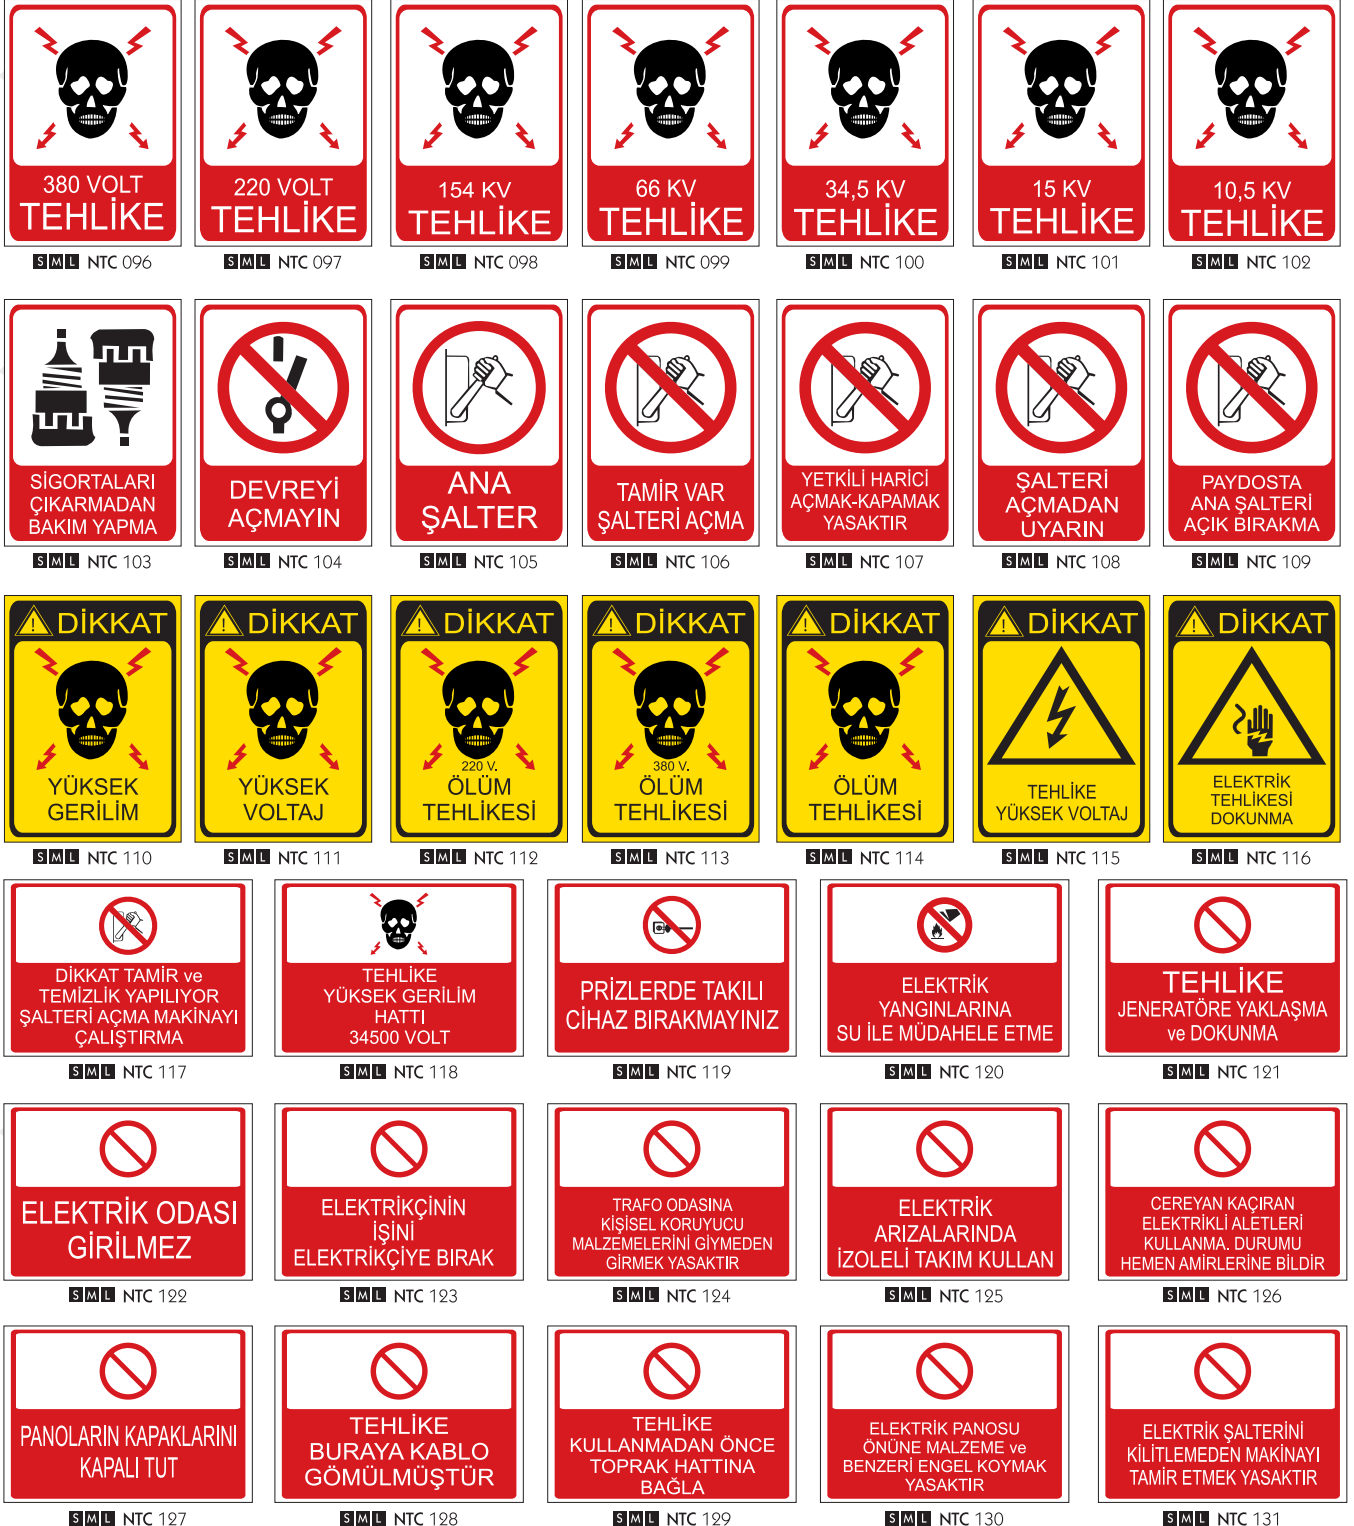 380 VOLT
TEHLİKE
S M L NTC 096
220 VOLT
TEHLİKE
S M L NTC 097
154 KV
TEHLİKE
S M L NTC 098
66 KV
TEHLİKE
S M L NTC 099
34,5 KV
TEHLİKE
S M L NTC 100
15 KV
TEHLİKE
S M L NTC 101
10,5 KV
TEHLİKE
S M L NTC 102
SİGORTALARI
ÇIKARMADAN
BAKIM YAPMA
S M L NTC 103
DEVREYİ
AÇMAYIN
S M L NTC 104
ANA
ŞALTER
S M L NTC 105
TAMİR VAR
ŞALTERİ AÇMA
S M L NTC 106
YETKİLİ HARİCİ
AÇMAK-KAPAMAK
YASAKTIR
S M L NTC 107
ŞALTERİ
AÇMADAN
UYARIN
S M L NTC 108
PAYDOSTA
ANA ŞALTERİ
AÇIK BIRAKMA
S M L NTC 109
DİKKAT
YÜKSEK
GERİLİM
S M L NTC 110
DİKKAT
YÜKSEK
VOLTAJ
S M L NTC 111
DİKKAT
220 V.
ÖLÜM
TEHLİKESİ
S M L NTC 112
DİKKAT
380 V.
ÖLÜM
TEHLİKESİ
S M L NTC 113
DİKKAT
ÖLÜM
TEHLİKESİ
S M L NTC 114
DİKKAT
TEHLİKE
YÜKSEK VOLTAJ
S M L NTC 115
DİKKAT
ELEKTRİK
TEHLİKESİ
DOKUNMA
S M L NTC 116
DİKKAT TAMİR ve
TEMİZLİK YAPILIYOR
ŞALTERİ AÇMA MAKİNAYI
ÇALIŞTIRMA
S M L NTC 117
TEHLİKE
YÜKSEK GERİLİM
HATTI
34500 VOLT
S M L NTC 118
PRİZLERDE TAKILI
CİHAZ BIRAKMAYINIZ
S M L NTC 119
ELEKTRİK
YANGINLARINA
SU İLE MÜDAHELE ETME
S M L NTC 120
TEHLİKE
JENERATÖRE YAKLAŞMA
ve DOKUNMA
S M L NTC 121
ELEKTRİK ODASI
GİRİLMEZ
S M L NTC 122
ELEKTRİKÇİNİN
İŞİNİ
ELEKTRİKÇİYE BIRAK
S M L NTC 123
TRAFO ODASINA
KİŞİSEL KORUYUCU
MALZEMELERİNİ GİYMEDEN
GİRMEK YASAKTIR
S M L NTC 124
ELEKTRİK
ARIZALARINDA
İZOLELİ TAKIM KULLAN
S M L NTC 125
CEREYAN KAÇIRAN
ELEKTRİKLİ ALETLERİ
KULLANMA. DURUMU
HEMEN AMİRLERİNE BİLDİR
S M L NTC 126
PANOLARIN KAPAKLARINI
KAPALI TUT
S M L NTC 127
TEHLİKE
BURAYA KABLO
GÖMÜLMÜŞTÜR
S M L NTC 128
TEHLİKE
KULLANMADAN ÖNCE
TOPRAK HATTINA
BAĞLA
S M L NTC 129
ELEKTRİK PANOSU
ÖNÜNE MALZEME ve
BENZERİ ENGEL KOYMAK
YASAKTIR
S M L NTC 130
ELEKTRİK ŞALTERİNİ
KİLİTLEMEDEN MAKİNAYI
TAMİR ETMEK YASAKTIR
S M L NTC 131